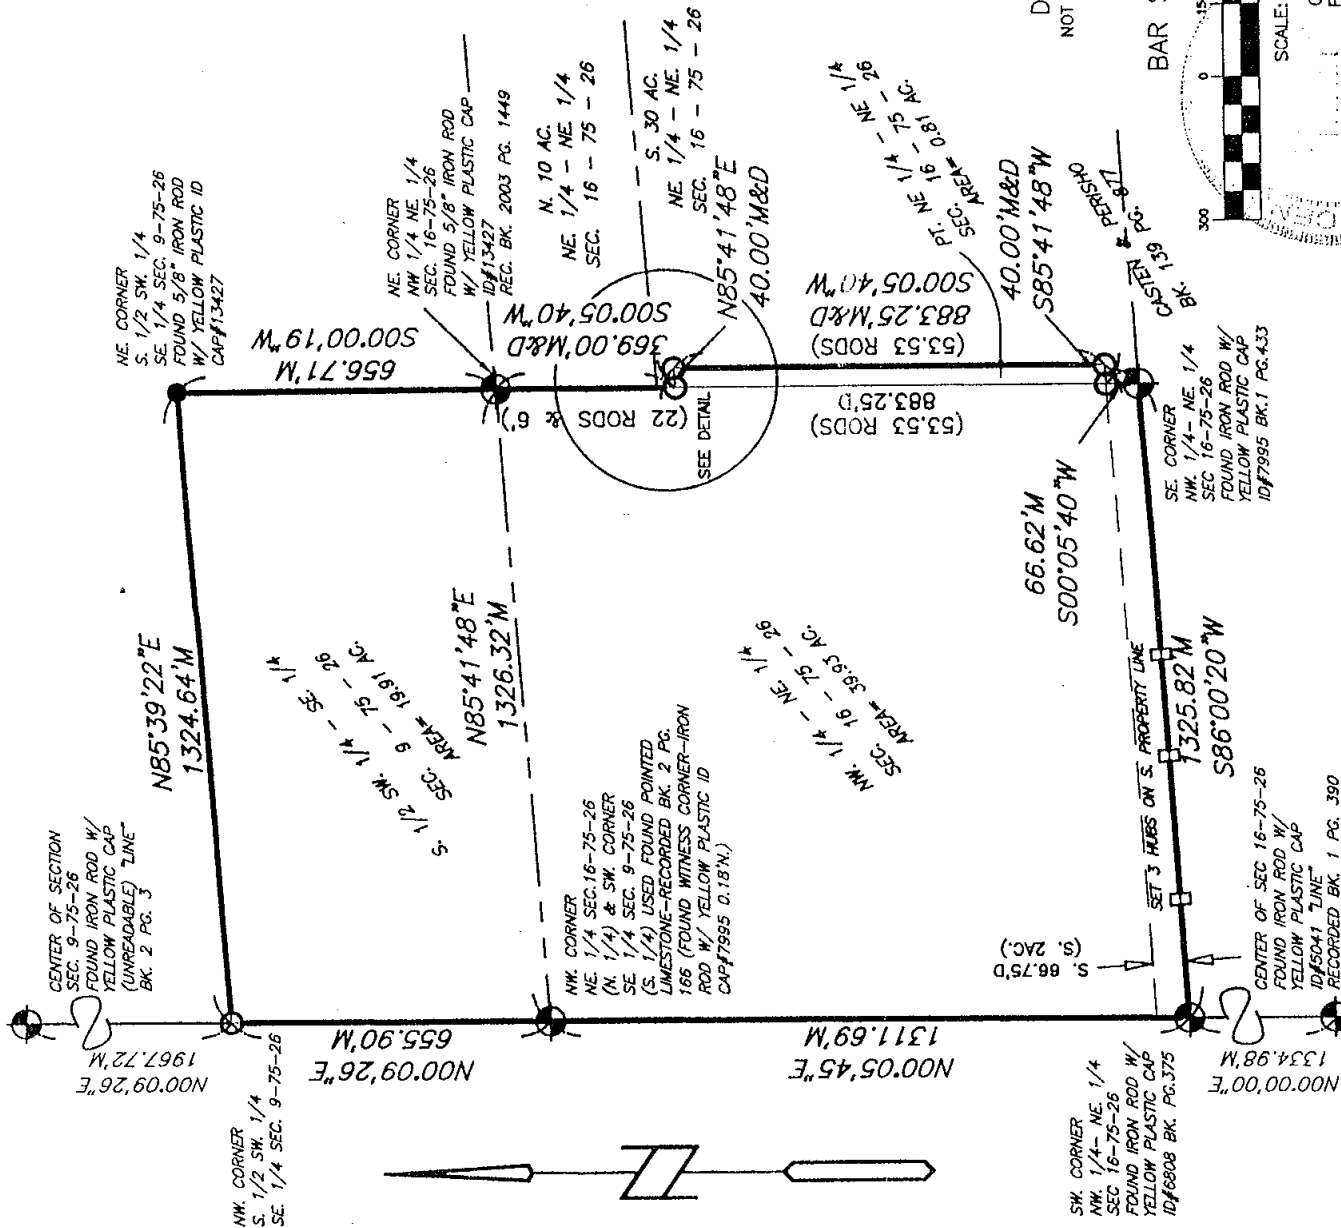 NE. CORNER
S. 1/2 SW. 1/4
SE. 1/4 SEC. 9-75-26
FOUND 5/8" IRON ROD
W/ YELLOW PLASTIC ID
CAP#13427
N85°39'22"E
1324.64'M
656.71'M
S00°00'19"W
CENTER OF SECTION
SEC. 9-75-26
FOUND IRON ROD W/
YELLOW PLASTIC CAP
(UNREADABLE) "LINE"
BK. 2 PG. 3
N00°09'26"E
1967.72'M
NW. CORNER
S. 1/2 SW. 1/4
SE. 1/4 SEC. 9-75-26
N00°09'26"E
655.90'M
S. 1/2 SW. 1/4 - SE. 1/4
SEC. 9 - 75 - 26
AREA= 19.91 AC.
NE. CORNER
NW 1/4 NE. 1/4
SEC. 16-75-26
FOUND 5/8" IRON ROD
W/ YELLOW PLASTIC CAP
ID#13427
REC. BK. 2003 PG. 1449
N85°41'48"E
1326.32'M
N. 10 AC.
NE. 1/4 - NE. 1/4
SEC. 16 - 75 - 26
S. 30 AC.
NE 1/4 - NE. 1/4
SEC. 16 - 75 - 26
369.00'M&D
S00°05'40"W
(22 RODS & 6')
SEE DETAIL
N85°41'48"E
40.00'M&D
NW. CORNER
NE. 1/4 SEC.16-75-26
(N. 1/4) & SW. CORNER
SE. 1/4 SEC. 9-75-26
(S. 1/4) USED FOUND POINTED
LIMESTONE-RECORDED BK. 2 PG.
166 (FOUND WITNESS CORNER-IRON
ROD W/ YELLOW PLASTIC ID
CAP#7995 0.18'N.)
NW. 1/4 - NE. 1/4
SEC. 16 - 75 - 26
AREA= 39.93 AC.
N00°05'45"E
1311.69'M
(53.53 RODS)
883.25'D
(53.53 RODS)
883.25'M&D
S00°05'40"W
PT. NE 1/4 - NE 1/4
SEC. 16 - 75 - 26
AREA= 0.81 AC.
40.00'M&D
S85°41'48"W
CASTEN & PERISHO
BK. 139 PG. 877
66.62'M
S00°05'40"W
SE. CORNER
NW. 1/4- NE. 1/4
SEC 16-75-26
FOUND IRON ROD W/
YELLOW PLASTIC CAP
ID#7995 BK.1 PG.433
SET 3 HUBS ON S. PROPERTY LINE
1325.82'M
S86°00'20"W
S. 66.75'D
(S. 2AC.)
SW. CORNER
NW. 1/4- NE. 1/4
SEC 16-75-26
FOUND IRON ROD W/
YELLOW PLASTIC CAP
ID#6808 BK. PG.375
CENTER OF SEC 16-75-26
FOUND IRON ROD W/
YELLOW PLASTIC CAP
ID#5041 "LINE"
RECORDED BK. 1 PG. 390
N00°00'00"E
1334.98'M
NOT
BAR
300
0
SCALE: